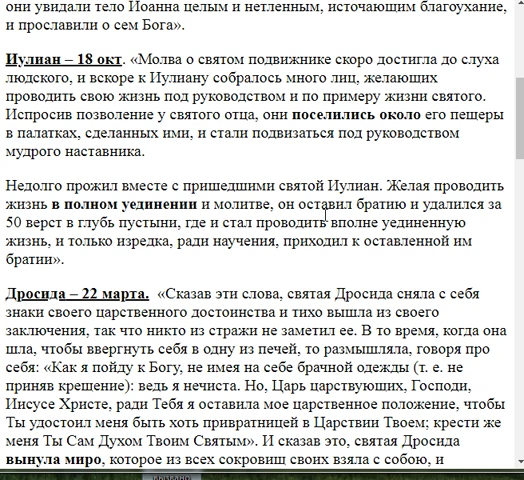 они увидали тело Иоанна целым и нетленным, источающим благоухание,
и прославили о сем Бога».
Иулиан – 18 окт. «Молва о святом подвижнике скоро достигла до слуха
людского, и вскоре к Иулиану собралось много лиц, желающих
проводить свою жизнь под руководством и по примеру жизни святого.
Испросив позволение у святого отца, они поселились около его пещеры
в палатках, сделанных ими, и стали подвизаться под руководством
мудрого наставника.
Недолго прожил вместе с пришедшими святой Иулиан. Желая проводить
жизнь в полном уединении и молитве, он оставил братию и удалился за
50 верст в глубь пустыни, где и стал проводить вполне уединенную
жизнь, и только изредка, ради научения, приходил к оставленной им
братии».
Дросида – 22 марта. «Сказав эти слова, святая Дросида сняла с себя
знаки своего царственного достоинства и тихо вышла из своего
заключения, так что никто из стражи не заметил ее. В то время, когда она
шла, чтобы ввергнуть себя в одну из печей, то размышляла, говоря про
себя: «Как я пойду к Богу, не имея на себе брачной одежды (т. е. не
приняв крещение): ведь я нечиста. Но, Царь царствующих, Господи,
Иисусе Христе, ради Тебя я оставила мое царственное положение, чтобы
Ты удостоил меня быть хоть привратницей в Царствии Твоем; крести же
меня Ты Сам Духом Твоим Святым». И сказав это, святая Дросида
вынула миро, которое из всех сокровищ своих взяла с собою, и